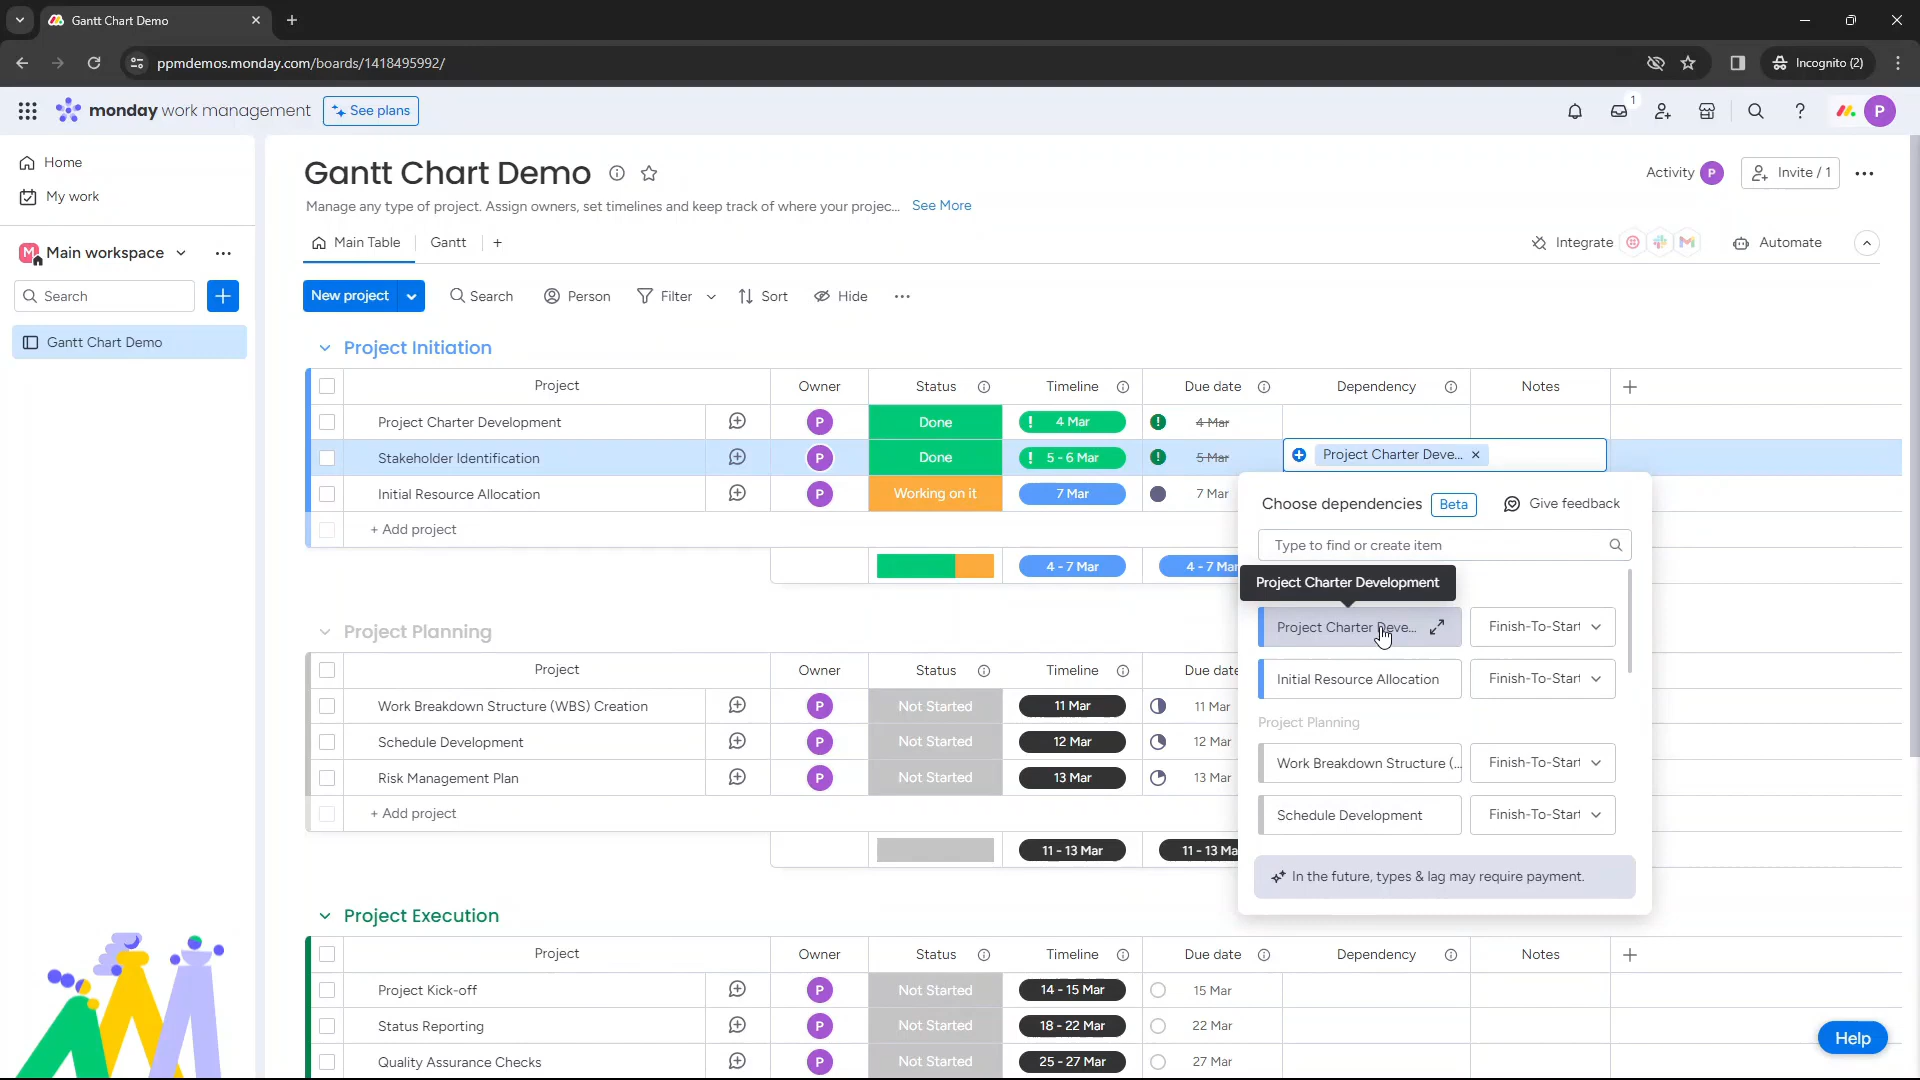 Gantt Chart Demo
ppmdemos.monday.com/boards/1418495992/
Incognito (2)
monday work management
See plans
1
P
Home
My work
M
Main workspace
Search
Gantt Chart Demo
Gantt Chart Demo
Activity P
Invite / 1
Manage any type of project. Assign owners, set timelines and keep track of where your projec... See More
Main Table
Gantt
Integrate
Automate
New project
Search
Person
Filter
Sort
Hide
Project Initiation
Project Owner Status Timeline Due date Dependency Notes
Project Charter Development P Done ! 4 Mar ! 4 Mar
Stakeholder Identification P Done ! 5 - 6 Mar ! 5 Mar Project Charter Deve...
Initial Resource Allocation P Working on it 7 Mar 7 Mar
+ Add project
4 - 7 Mar 4 - 7 Mar
Choose dependencies Beta Give feedback
Type to find or create item
Project Charter Development
Project Charter Deve... Finish-To-Start
Initial Resource Allocation Finish-To-Start
Project Planning
Work Breakdown Structure (... Finish-To-Start
Schedule Development Finish-To-Start
In the future, types & lag may require payment.
Project Planning
Project Owner Status Timeline Due date
Work Breakdown Structure (WBS) Creation P Not Started 11 Mar 11 Mar
Schedule Development P Not Started 12 Mar 12 Mar
Risk Management Plan P Not Started 13 Mar 13 Mar
+ Add project
11 - 13 Mar 11 - 13 Ma
Project Execution
Project Owner Status Timeline Due date Dependency Notes
Project Kick-off P Not Started 14 - 15 Mar 15 Mar
Status Reporting P Not Started 18 - 22 Mar 22 Mar
Quality Assurance Checks P Not Started 25 - 27 Mar 27 Mar
Help